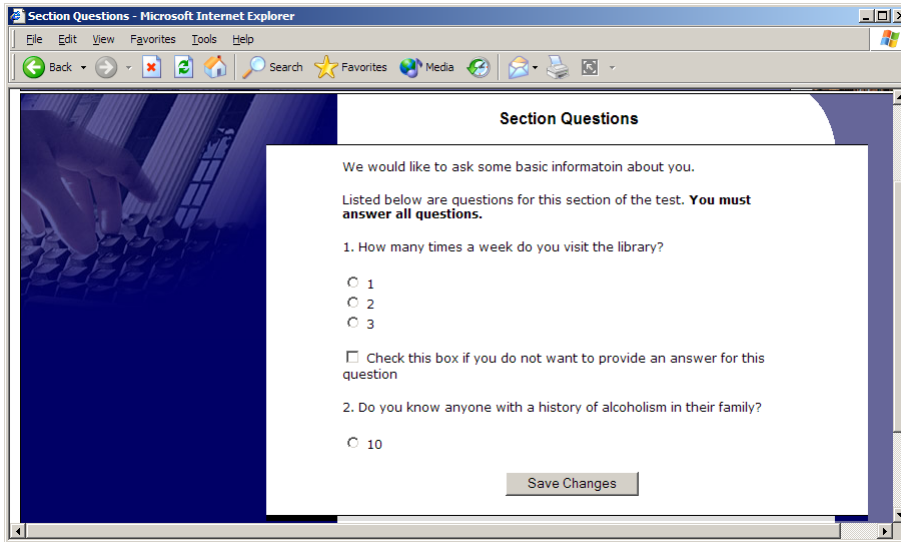 Section Questions - Microsoft Internet Explorer
File Edit View Favorites Tools Help
Back Search Favorites Media
Section Questions
We would like to ask some basic informatoin about you.
Listed below are questions for this section of the test. You must
answer all questions.
1. How many times a week do you visit the library?
1
2
3
Check this box if you do not want to provide an answer for this
question
2. Do you know anyone with a history of alcoholism in their family?
10
Save Changes